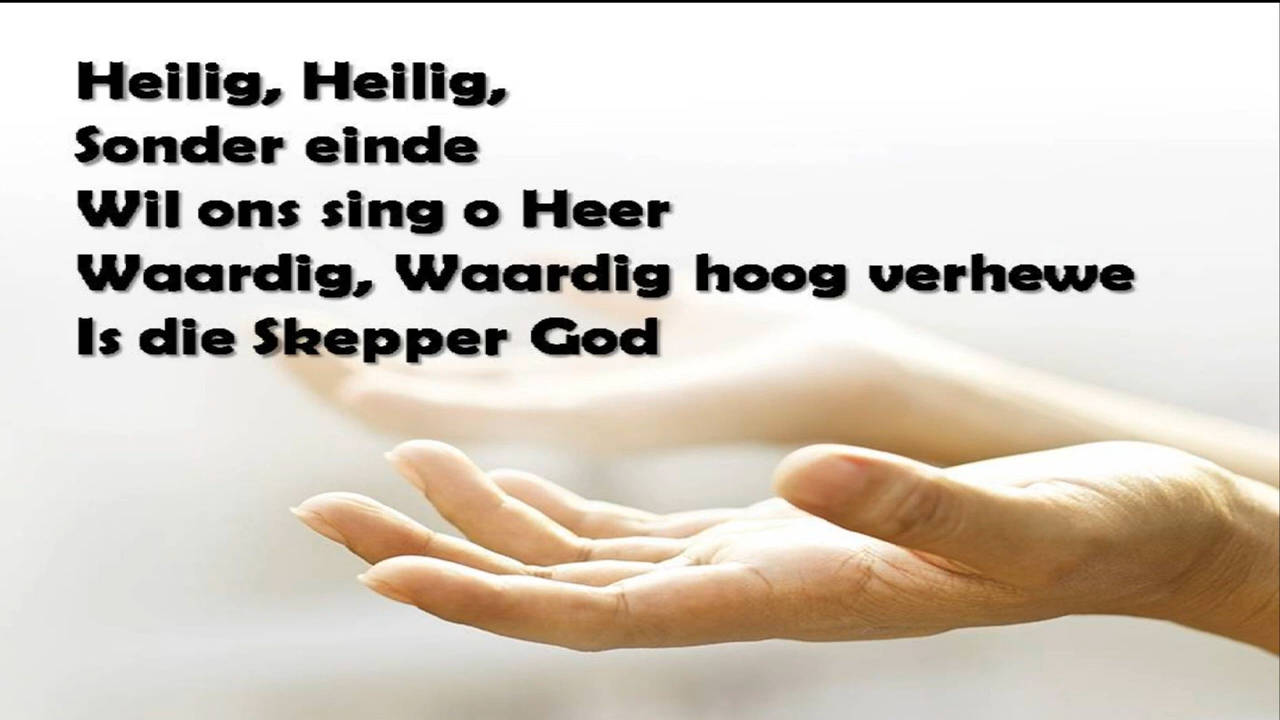 Heilig, Heilig,
Sonder einde
Wil ons sing o Heer
Waardig, Waardig hoog verhewe
Is die Skepper God